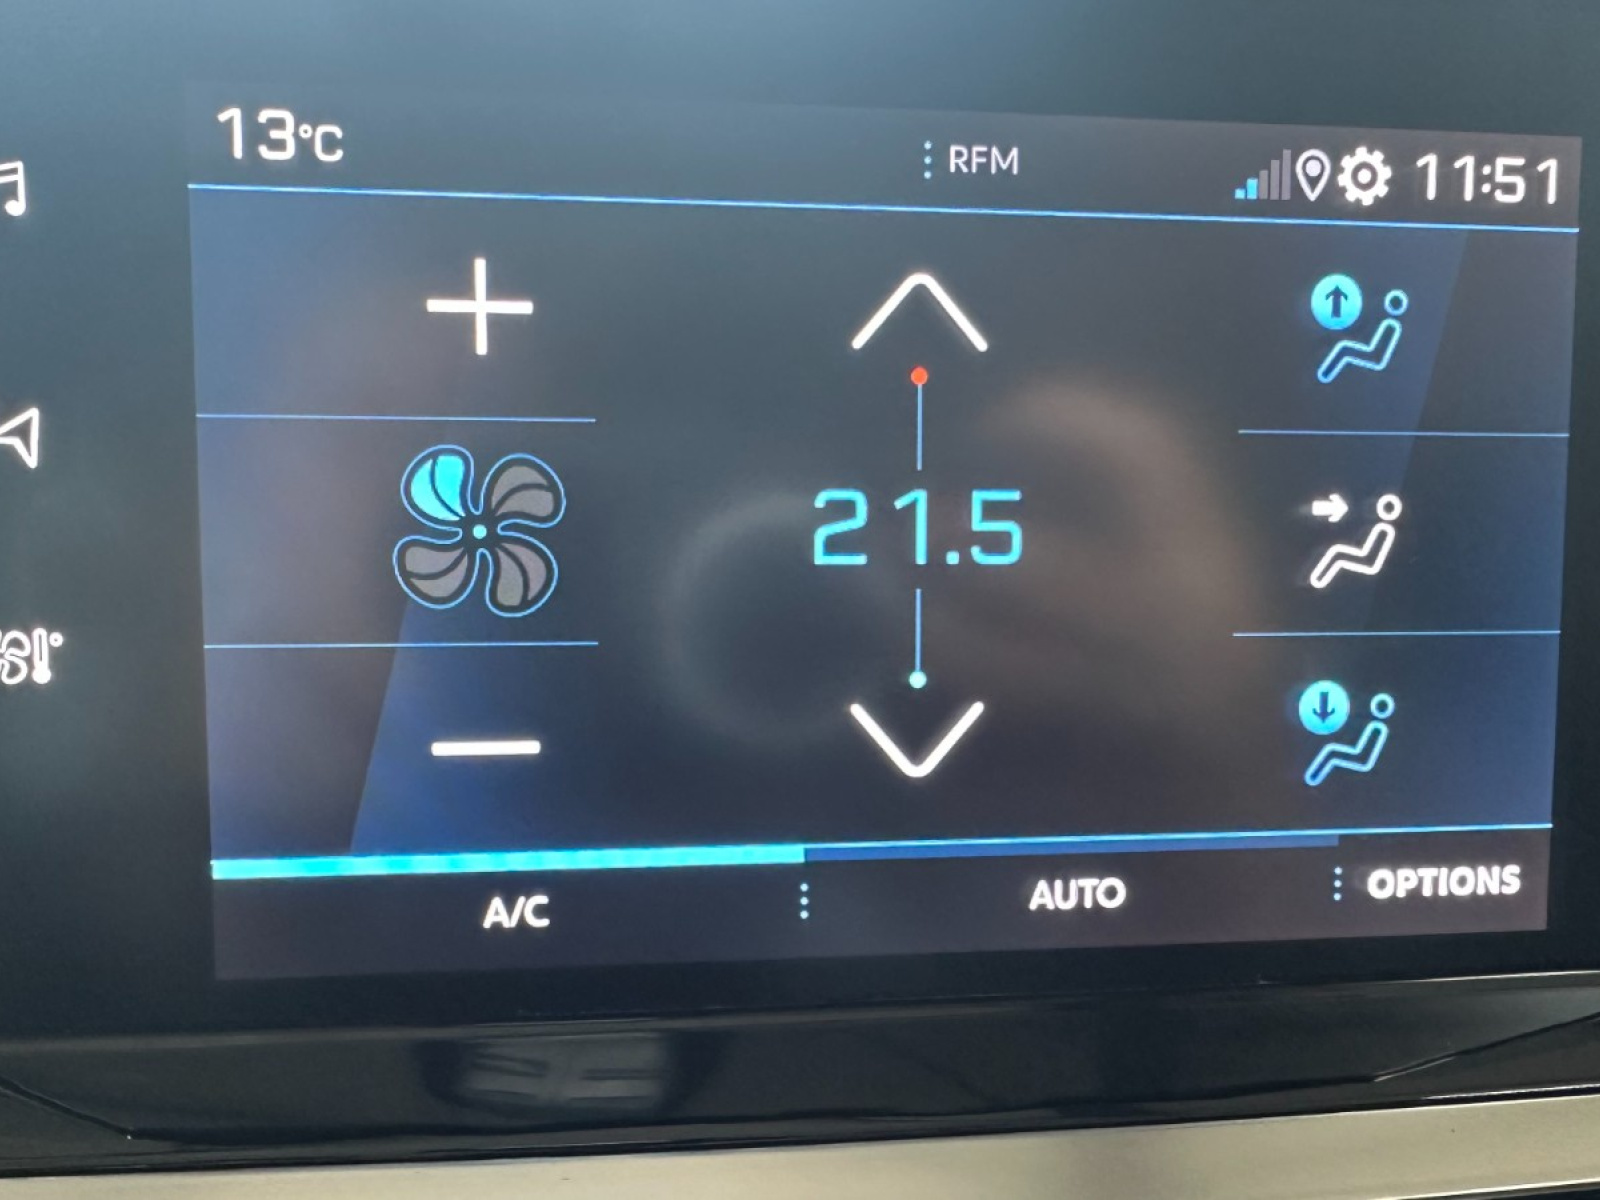 13°C
RFM
11:51
21.5
A/C
AUTO
OPTIONS